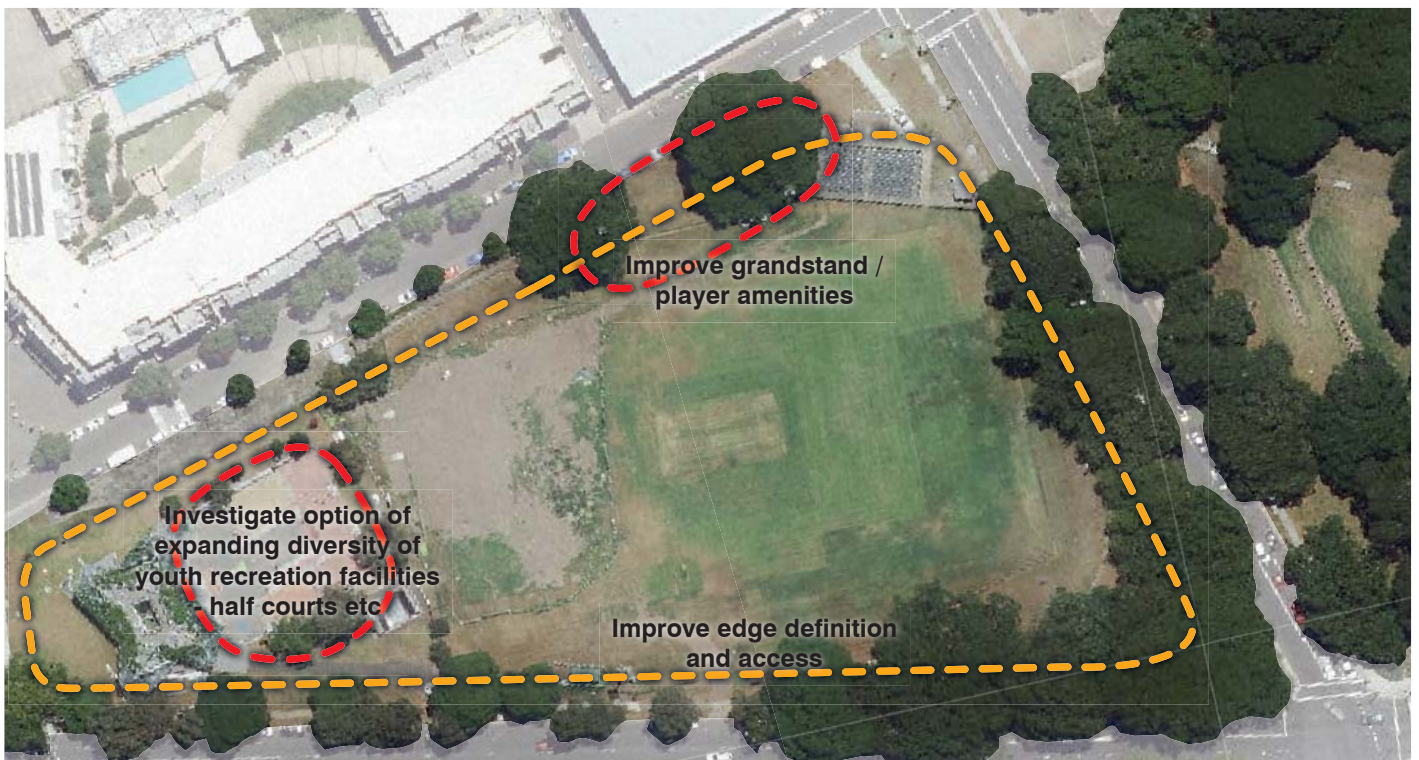 Improve grandstand /
player amenities
Investigate option of
expanding diversity of
youth recreation facilities
- half courts etc
Improve edge definition
and access